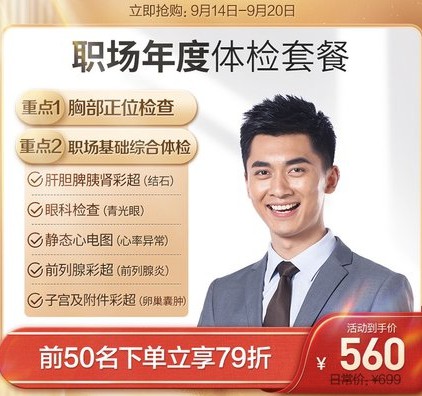 立即抢购：9月14日-9月20日
职场年度体检套餐
重点1 胸部正位检查
重点2 职场基础综合体检
肝胆脾胰肾彩超（结石）
眼科检查（青光眼）
静态心电图（心率异常）
前列腺彩超（前列腺炎）
子宫及附件彩超（卵巢囊肿）
前50名下单立享79折
活动到手价
¥ 560
日常价：¥699